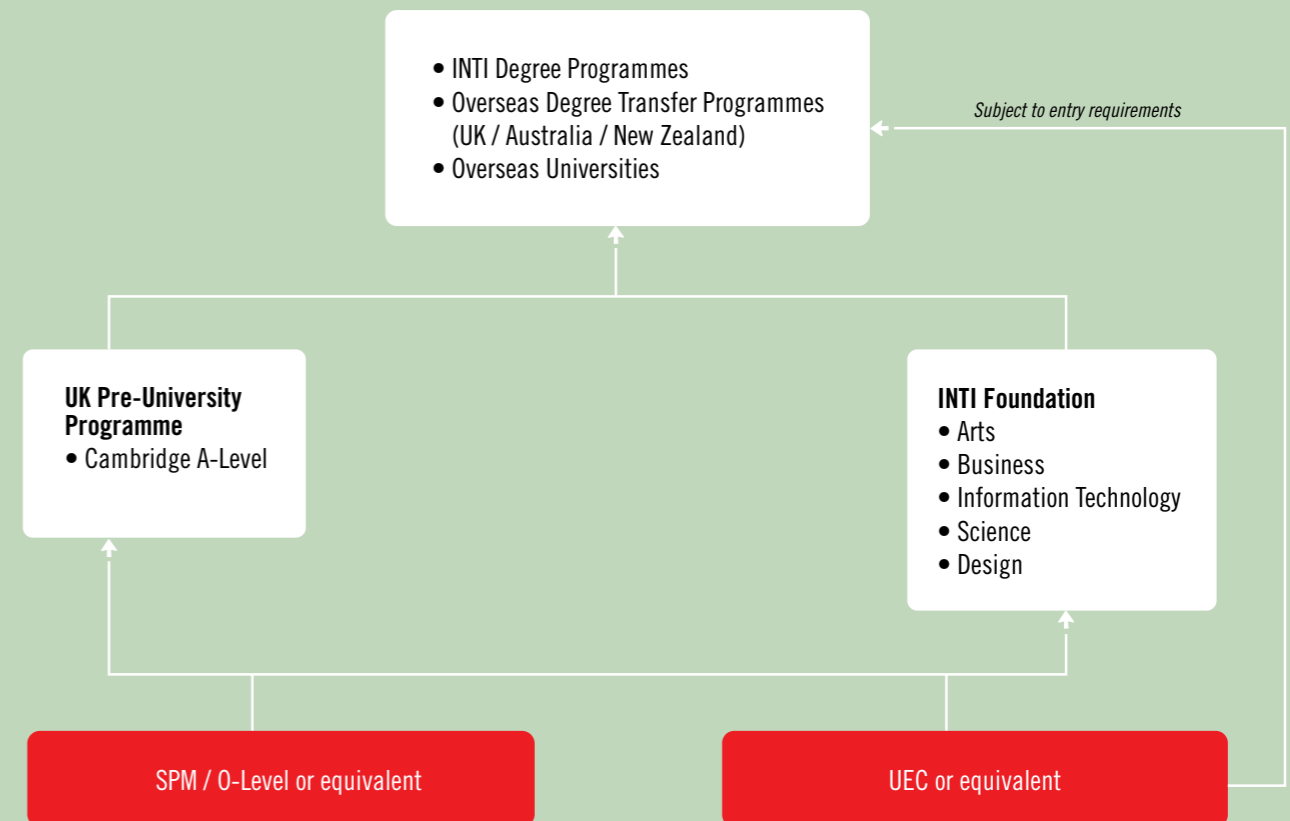 • INTI Degree Programmes
• Overseas Degree Transfer Programmes
(UK / Australia / New Zealand)
• Overseas Universities
Subject to entry requirements
UK Pre-University
Programme
• Cambridge A-Level
INTI Foundation
• Arts
• Business
• Information Technology
• Science
• Design
SPM / O-Level or equivalent
UEC or equivalent